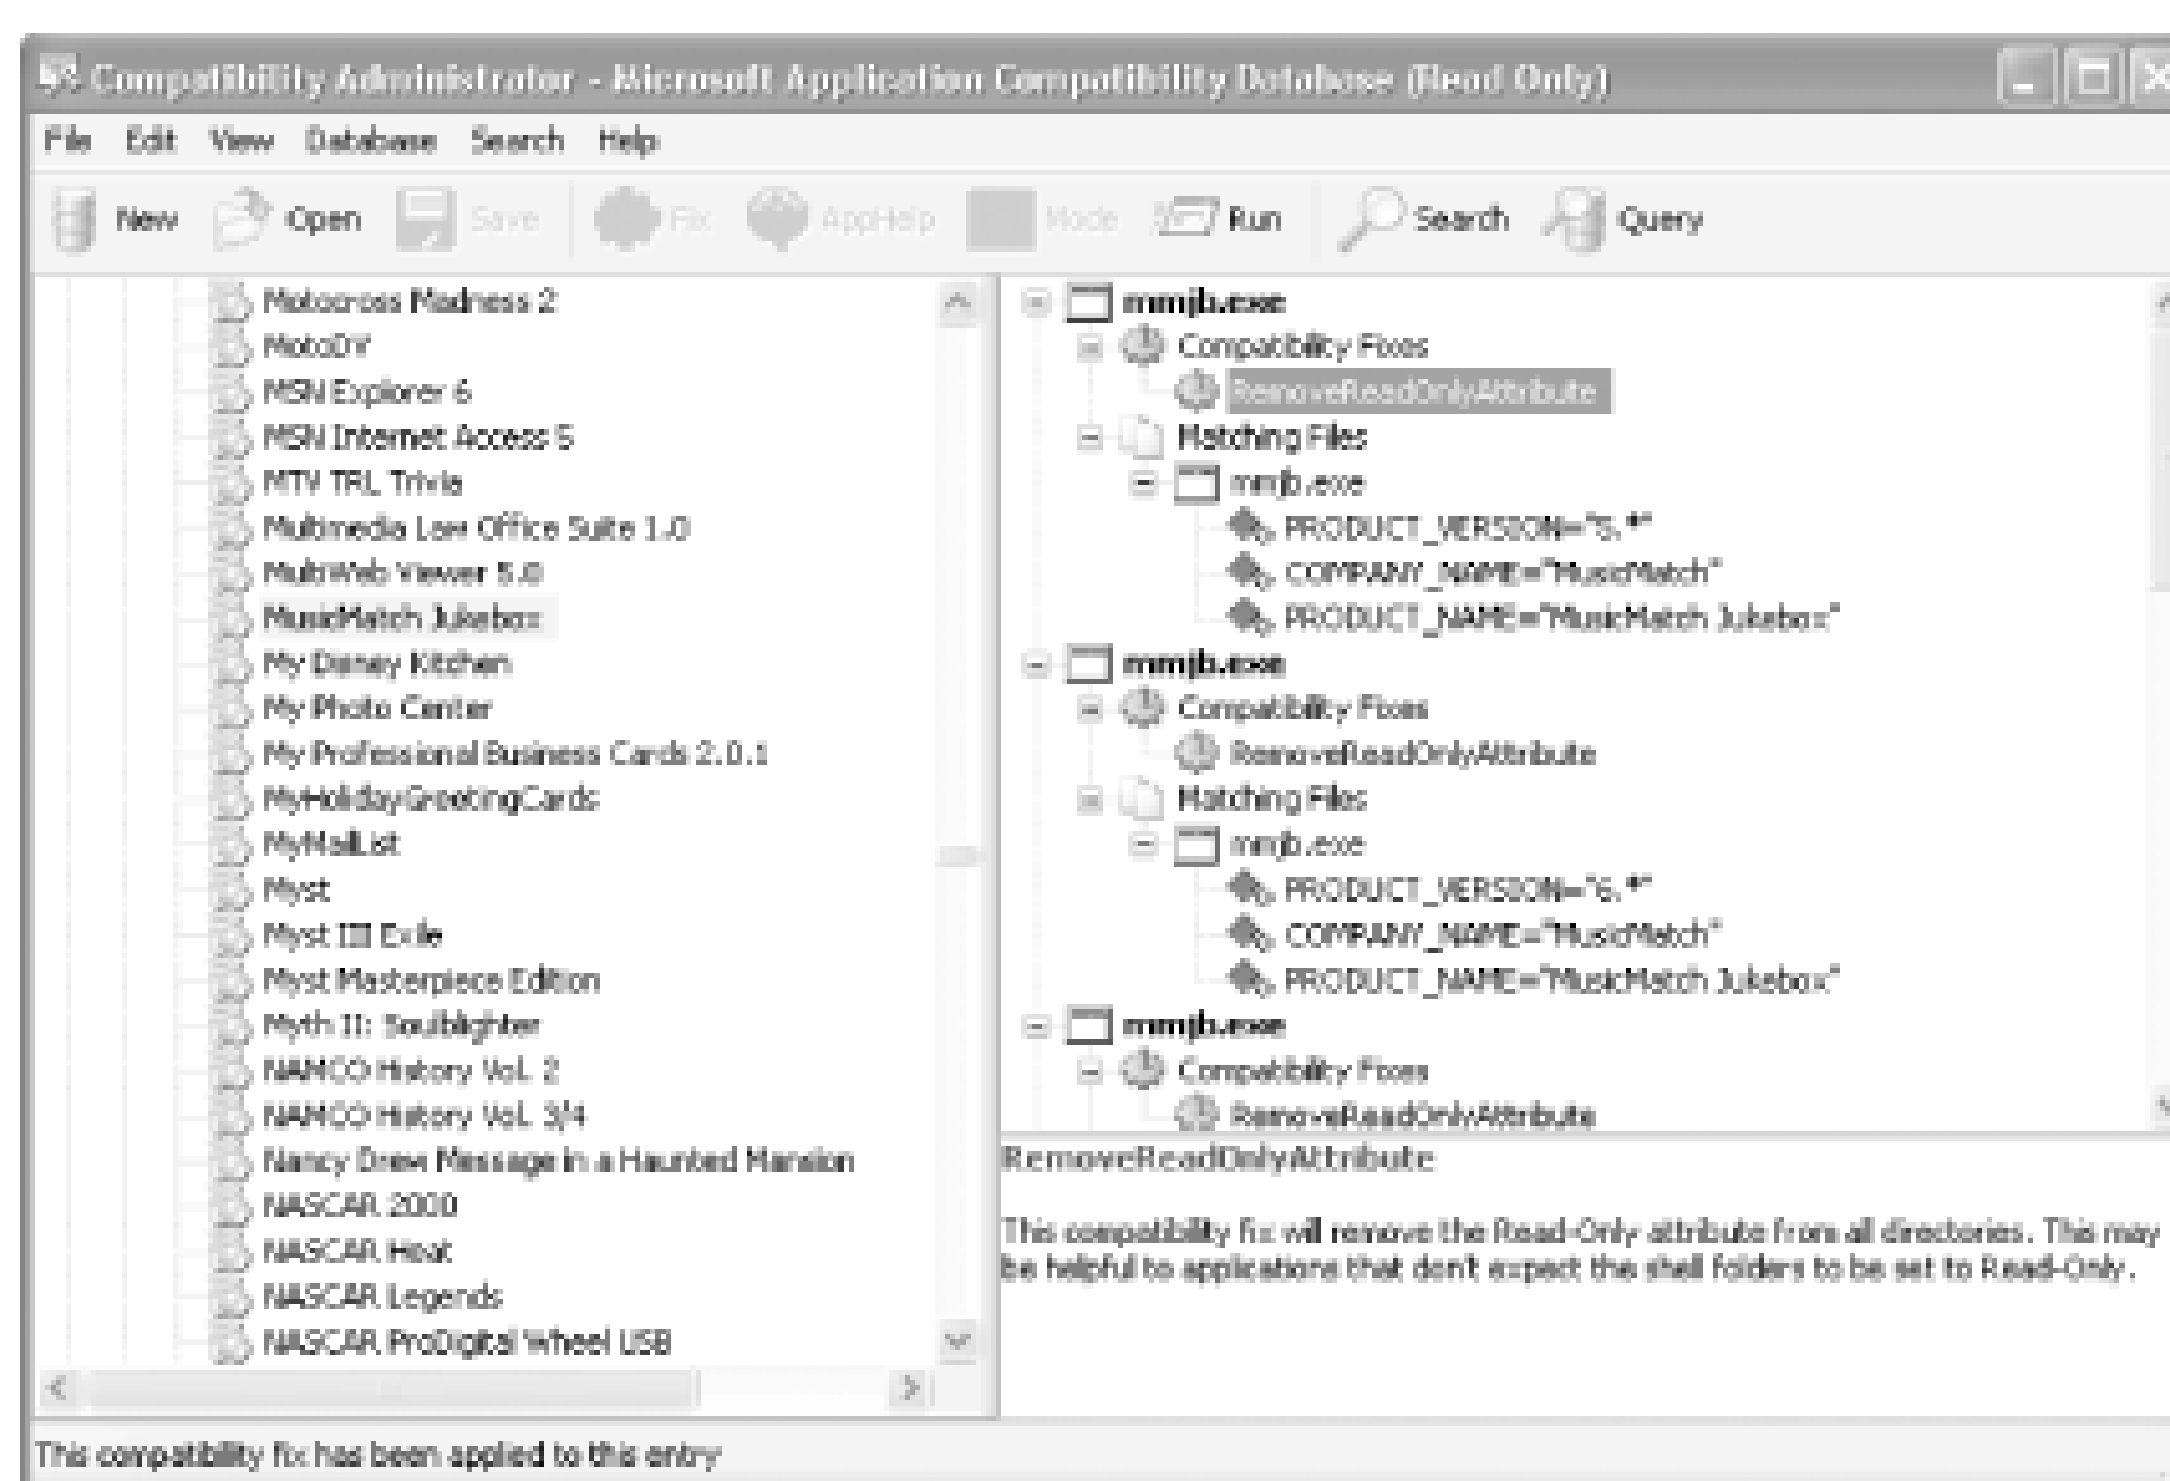 Compatibility Administrator - Microsoft Application Compatibility Database (Read Only)
File Edit View Database Search Help
New Open Save Fix AppHelp Mode Run Search Query
Motocross Madness 2
MotoDV
MSN Explorer 6
MSN Internet Access 5
MTV TRL Trivia
Multimedia Law Office Suite 1.0
MultiWeb Viewer 5.0
MusicMatch Jukebox
My Disney Kitchen
My Photo Center
My Professional Business Cards 2.0.1
MyHolidayGreetingCards
MyMailList
Myst
Myst III Exile
Myst Masterpiece Edition
Myth II: Soulblighter
NAMCO History Vol. 2
NAMCO History Vol. 3/4
Nancy Drew Message in a Haunted Mansion
NASCAR 2000
NASCAR Heat
NASCAR Legends
NASCAR ProDigital Wheel USB
mmjb.exe
Compatibility Fixes
RemoveReadOnlyAttribute
Matching Files
mmjb.exe
PRODUCT_VERSION="5.*"
COMPANY_NAME="MusicMatch"
PRODUCT_NAME="MusicMatch Jukebox"
mmjb.exe
Compatibility Fixes
RemoveReadOnlyAttribute
Matching Files
mmjb.exe
PRODUCT_VERSION="6.*"
COMPANY_NAME="MusicMatch"
PRODUCT_NAME="MusicMatch Jukebox"
mmjb.exe
Compatibility Fixes
RemoveReadOnlyAttribute
RemoveReadOnlyAttribute
This compatibility fix will remove the Read-Only attribute from all directories. This may
be helpful to applications that don't expect the shell folders to be set to Read-Only.
This compatibility fix has been applied to this entry